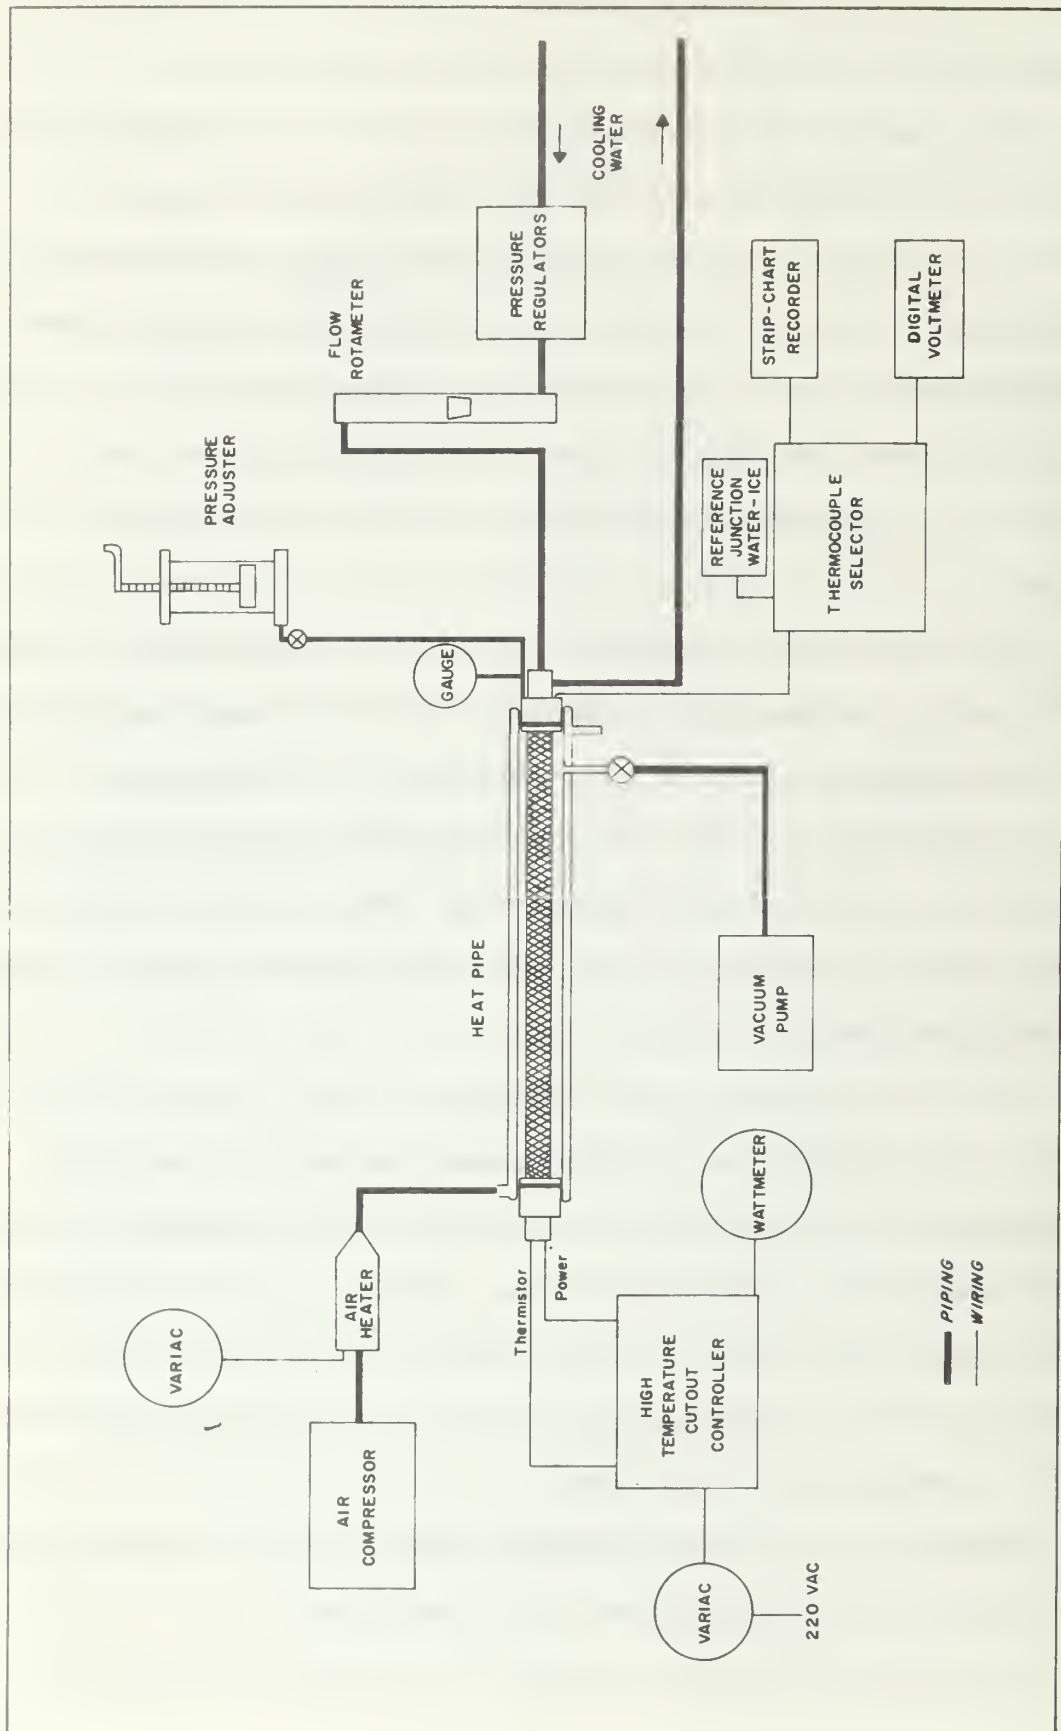 VARIAC
AIR
COMPRESSOR
AIR
HEATER
PRESSURE
ADJUSTER
FLOW
ROTAMETER
GAUGE
PRESSURE
REGULATORS
COOLING
WATER
HEAT PIPE
Thermistor
Power
HIGH
TEMPERATURE
CUTOUT
CONTROLLER
VARIAC
220 VAC
WATTMETER
VACUUM
PUMP
REFERENCE
JUNCTION
WATER-ICE
THERMOCOUPLE
SELECTOR
STRIP-CHART
RECORDER
DIGITAL
VOLTMETER
PIPING
WIRING